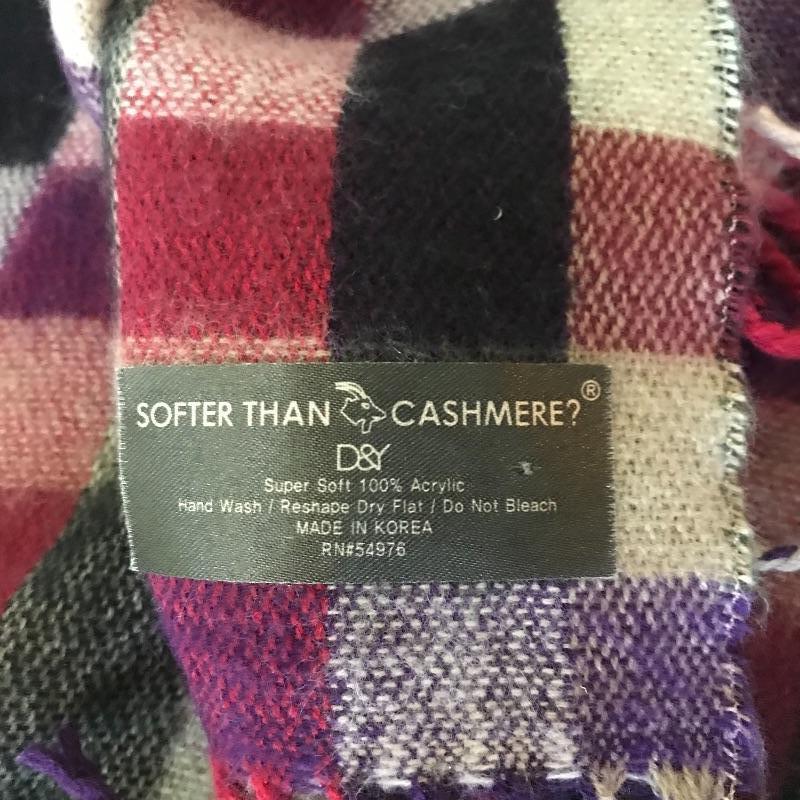 SOFTER THAN CASHMERE?®
D&Y
Super Soft 100% Acrylic
Hand Wash / Reshape Dry Flat / Do Not Bleach
MADE IN KOREA
RN#54976